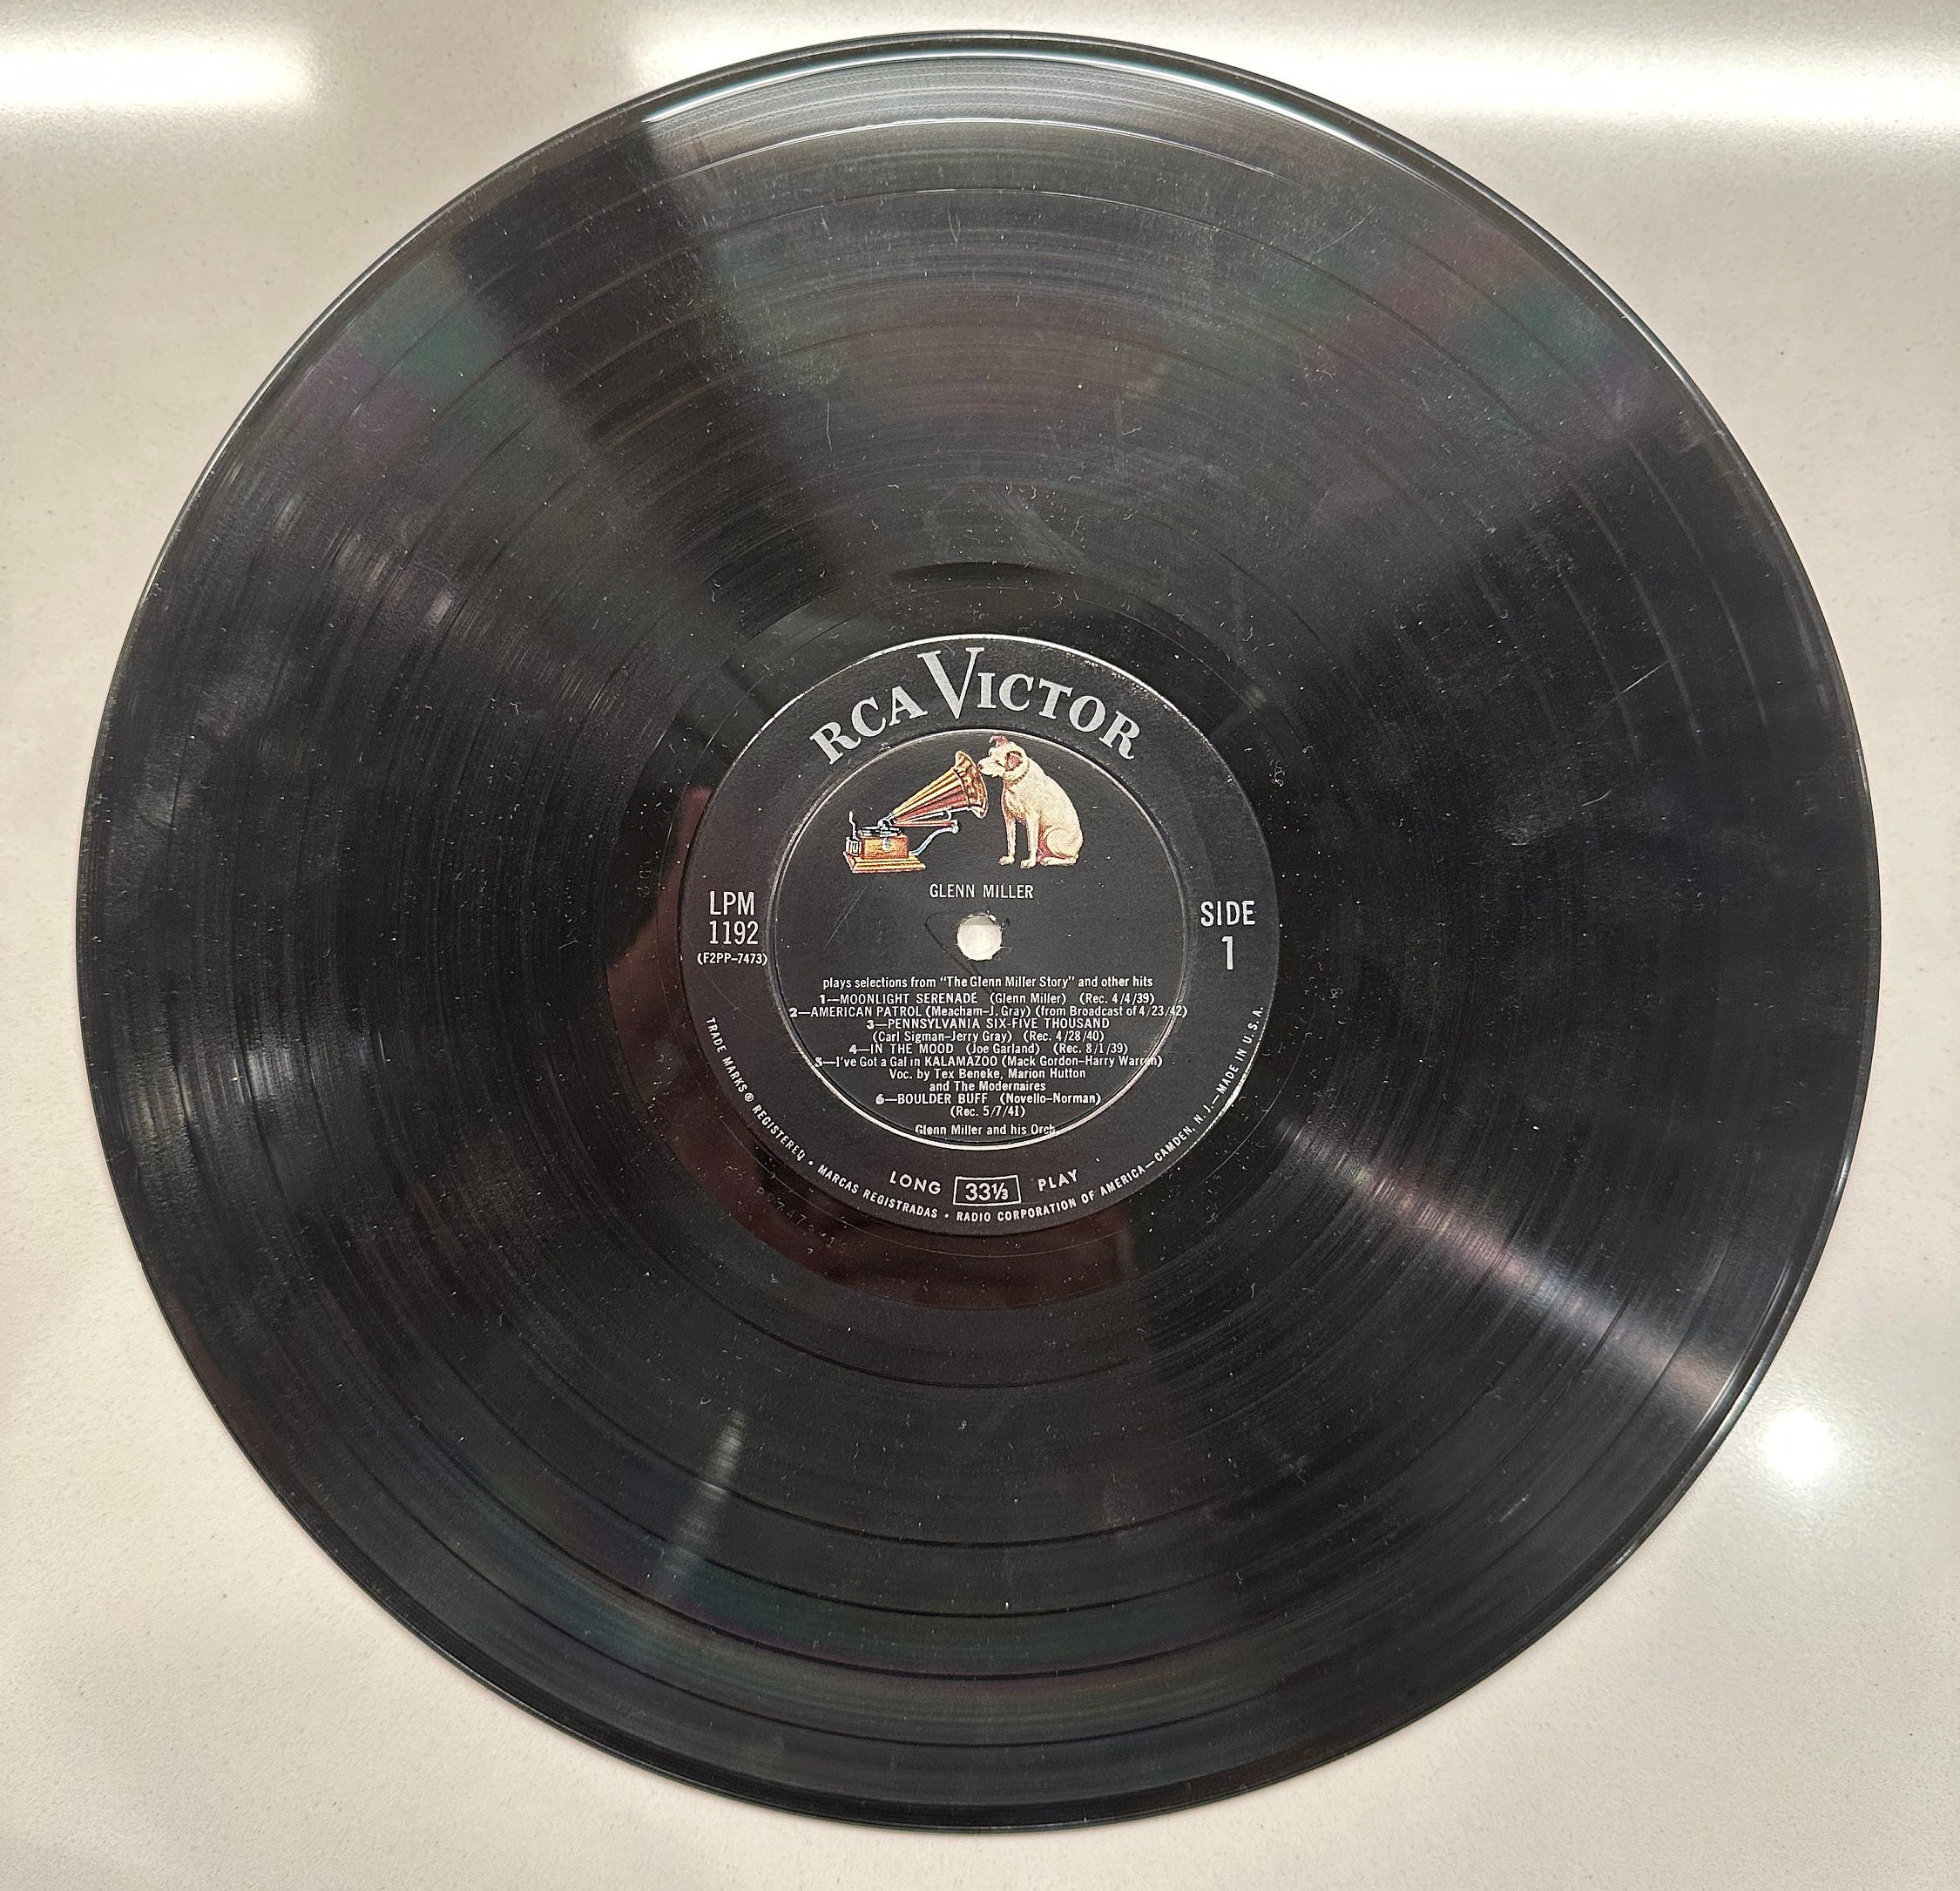 RCA VICTOR
GLENN MILLER
LPM
1192
(F2PP-7473)
SIDE
1
plays selections from "The Glenn Miller Story" and other hits
1—MOONLIGHT SERENADE (Glenn Miller) (Rec. 4/4/39)
2—AMERICAN PATROL (Meacham-J. Gray) (from Broadcast of 4/23/42)
3—PENNSYLVANIA SIX-FIVE THOUSAND
(Carl Sigman-Jerry Gray) (Rec. 4/28/40)
4—IN THE MOOD (Joe Garland) (Rec. 8/1/39)
5—I've Got a Gal in KALAMAZOO (Mack Gordon-Harry Warren)
Voc. by Tex Beneke, Marion Hutton
and The Modernaires
6—BOULDER BUFF (Novello-Norman)
(Rec. 5/7/41)
Glenn Miller and his Orch.
LONG 33⅓ PLAY
TRADE MARKS ® REGISTERED • MARCAS REGISTRADAS • RADIO CORPORATION OF AMERICA—CAMDEN, N. J.—MADE IN U.S.A.